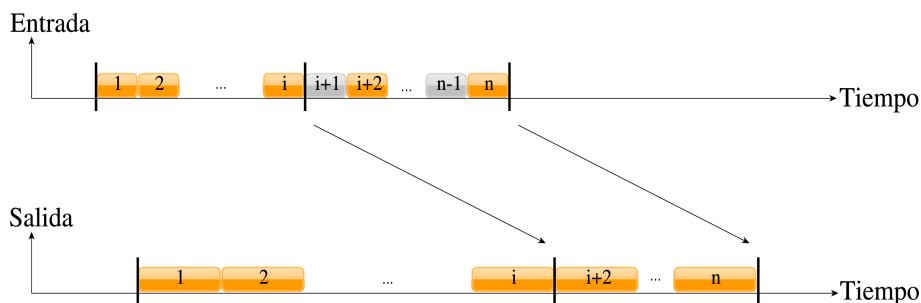 Entrada
1 2 ... i i+1 i+2 ... n-1 n
Tiempo
Salida
1 2 ... i i+2 ... n
Tiempo